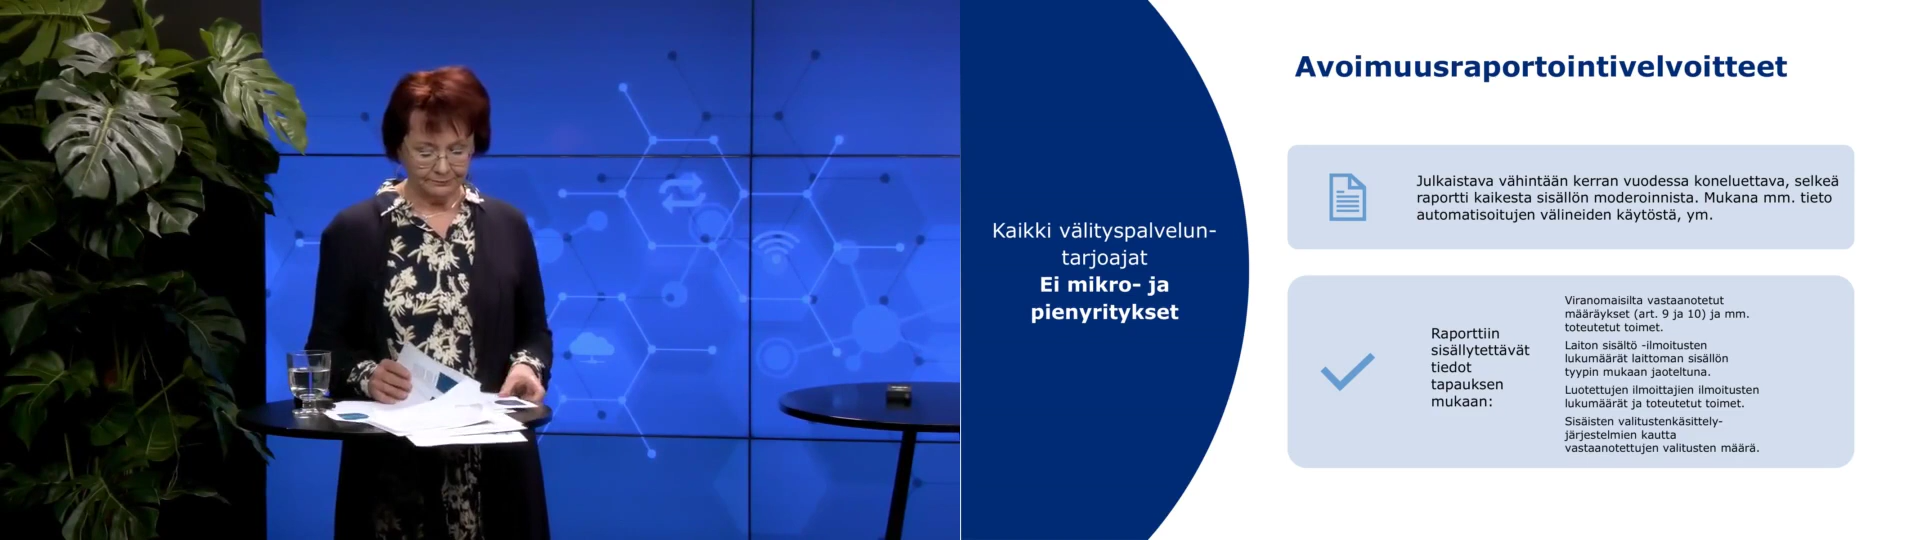 Avoimuusraportointivelvoitteet
Kaikki välityspalvelun-
tarjoajat
Ei mikro- ja
pienyritykset
Julkaistava vähintään kerran vuodessa koneluettava, selkeä
raportti kaikesta sisällön moderoinnista. Mukana mm. tieto
automatisoitujen välineiden käytöstä, ym.
Raporttiin
sisällytettävät
tiedot
tapauksen
mukaan:
Viranomaisilta vastaanotetut
määräykset (art. 9 ja 10) ja mm.
toteutetut toimet.
Laiton sisältö -ilmoitusten
lukumäärät laittoman sisällön
tyypin mukaan jaoteltuna.
Luotettujen ilmoittajien ilmoitusten
lukumäärät ja toteutetut toimet.
Sisäisten valitustenkäsittely-
järjestelmien kautta
vastaanotettujen valitusten määrä.